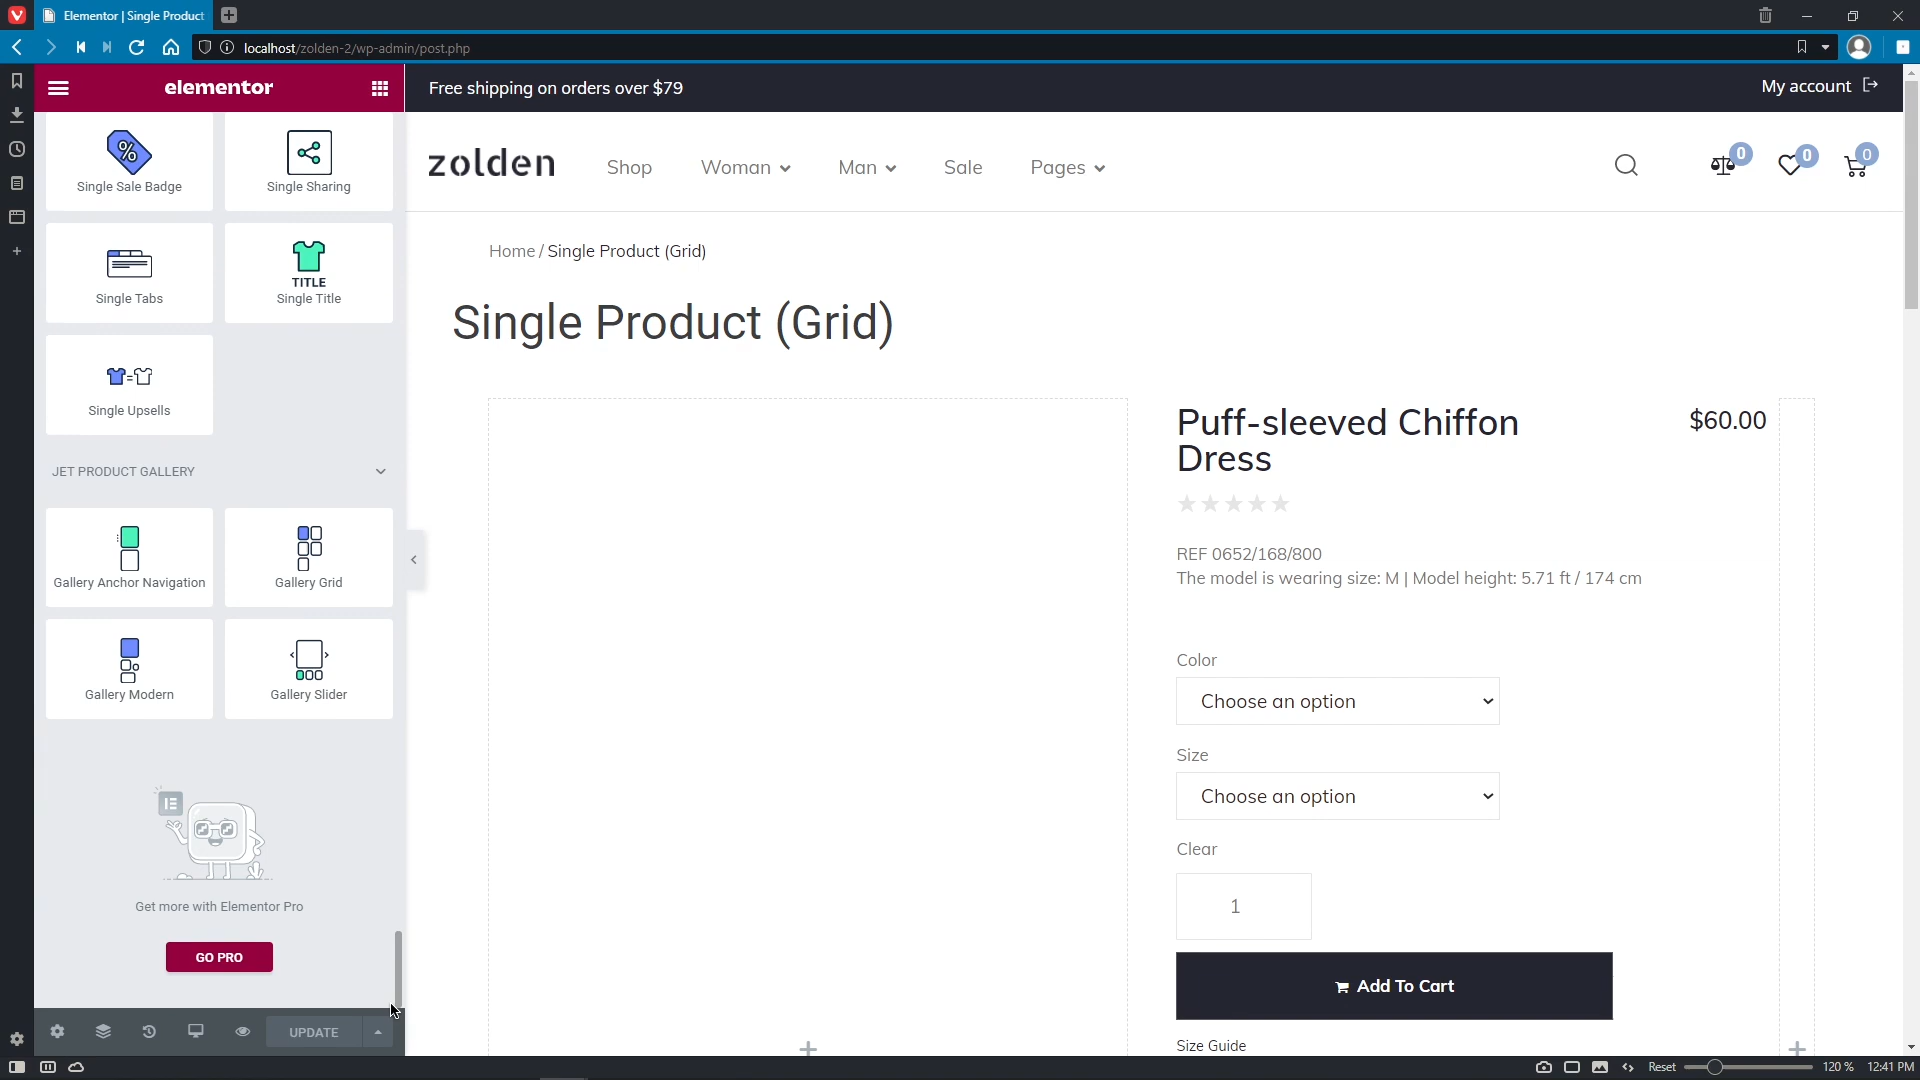 Elementor | Single Product
localhost/zolden-2/wp-admin/post.php
elementor
Single Sale Badge
Single Sharing
Single Tabs
TITLE
Single Title
Single Upsells
JET PRODUCT GALLERY
Gallery Anchor Navigation
Gallery Grid
Gallery Modern
Gallery Slider
Get more with Elementor Pro
GO PRO
UPDATE
Free shipping on orders over $79
My account
zolden
Shop
Woman
Man
Sale
Pages
0
0
0
Home / Single Product (Grid)
Single Product (Grid)
Puff-sleeved Chiffon
Dress
$60.00
REF 0652/168/800
The model is wearing size: M | Model height: 5.71 ft / 174 cm
Color
Choose an option
Size
Choose an option
Clear
1
Add To Cart
Size Guide
Reset
120 %
12:41 PM